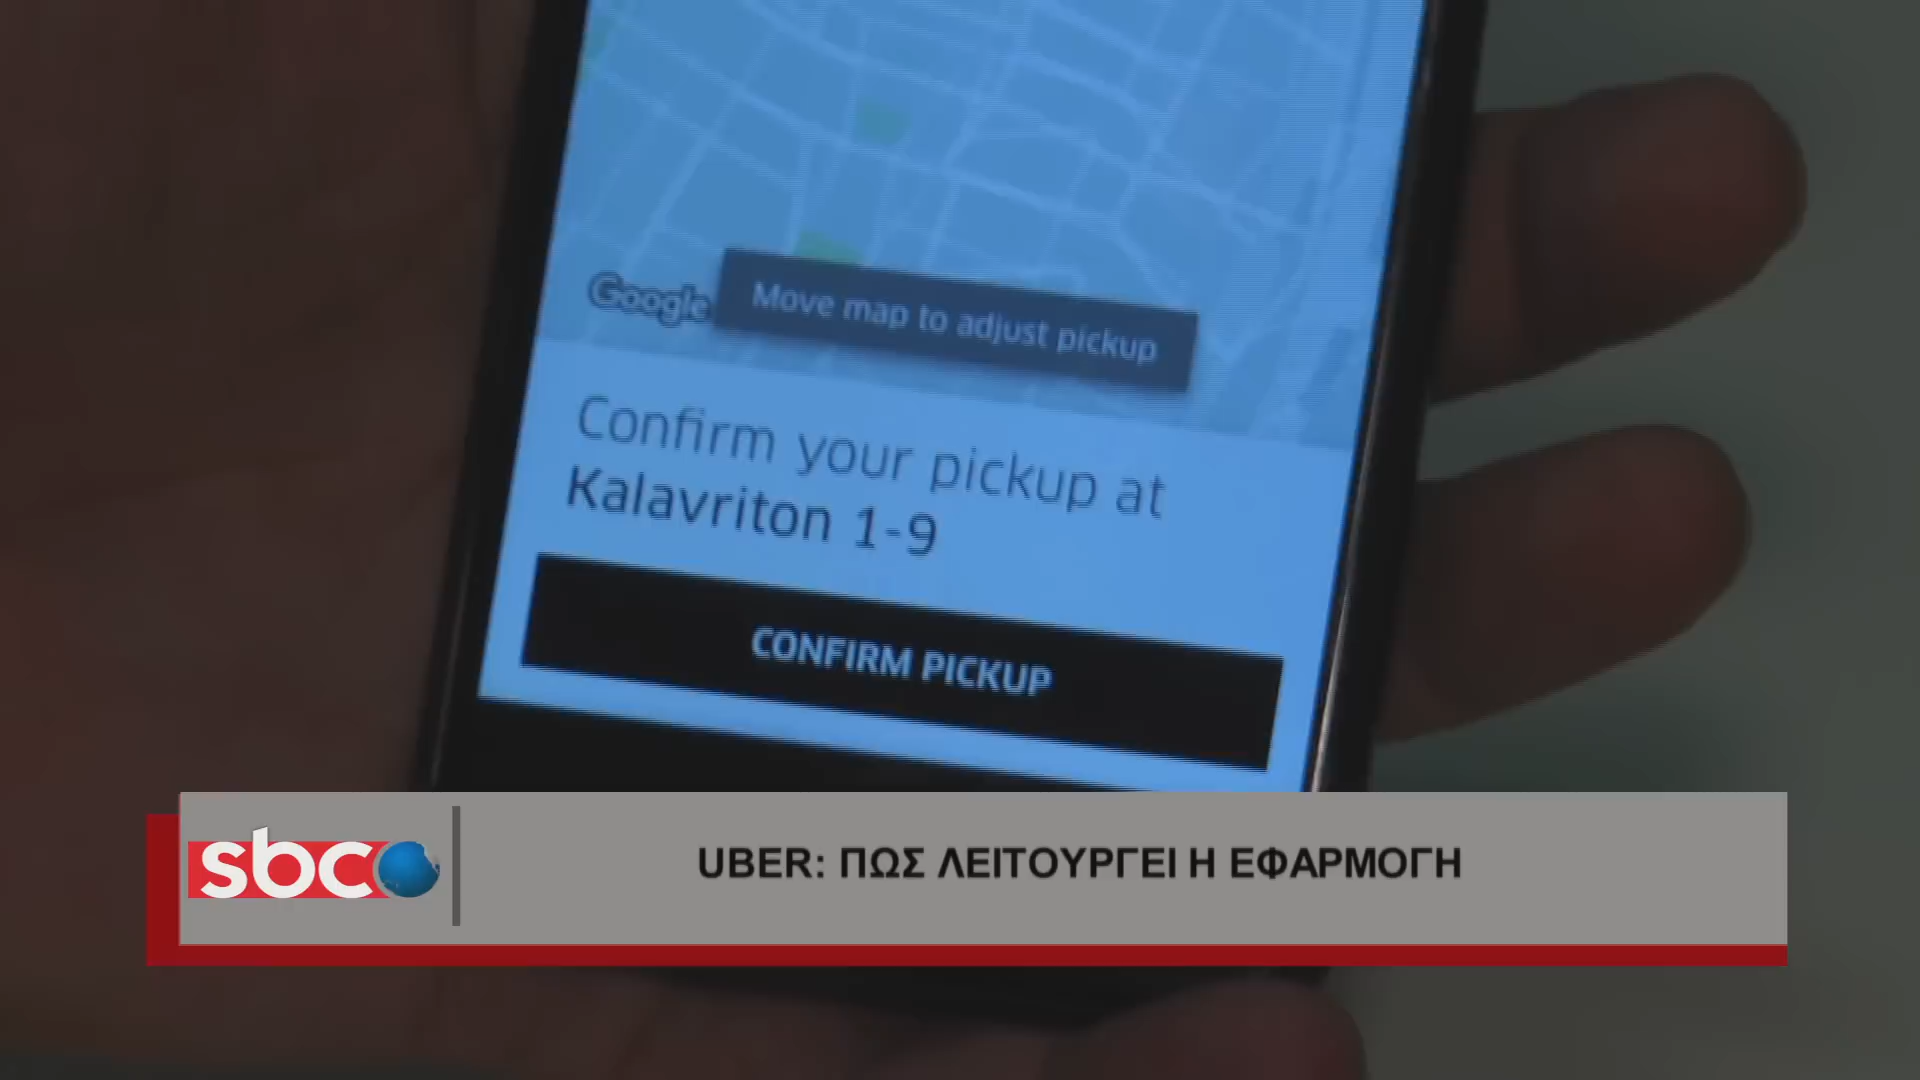 Google
Move map to adjust pickup
Confirm your pickup at
Kalavriton 1-9
CONFIRM PICKUP
sbc
UBER: ΠΩΣ ΛΕΙΤΟΥΡΓΕΙ Η ΕΦΑΡΜΟΓΗ